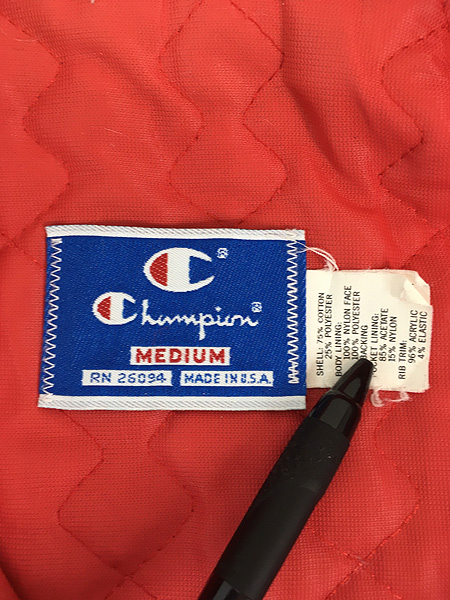 Champion
MEDIUM
RN 26094 MADE IN U.S.A.
SHELL: 75% COTTON
25% POLYESTER
BODY LINING:
100% NYLON FACE
100% POLYESTER
BACKING
POCKET LINING:
85% ACETATE
15% NYLON
RIB TRIM:
96% ACRYLIC
4% ELASTIC